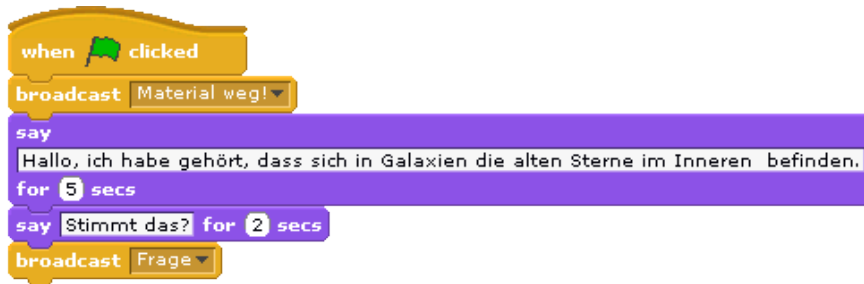 when clicked
broadcast Material weg!
say
Hallo, ich habe gehört, dass sich in Galaxien die alten Sterne im Inneren befinden.
for 5 secs
say Stimmt das? for 2 secs
broadcast Frage